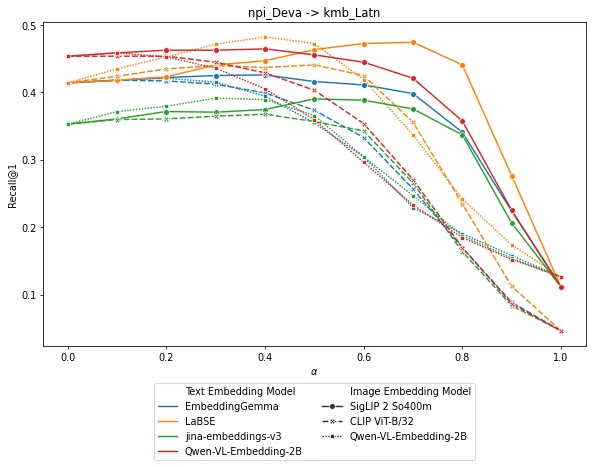 npi_Deva -> kmb_Latn
Recall@1
0.5
0.4
0.3
0.2
0.1
0.0 0.2 0.4 0.6 0.8 1.0
α
Text Embedding Model
EmbeddingGemma
LaBSE
jina-embeddings-v3
Qwen-VL-Embedding-2B
Image Embedding Model
SigLIP 2 So400m
CLIP ViT-B/32
Qwen-VL-Embedding-2B